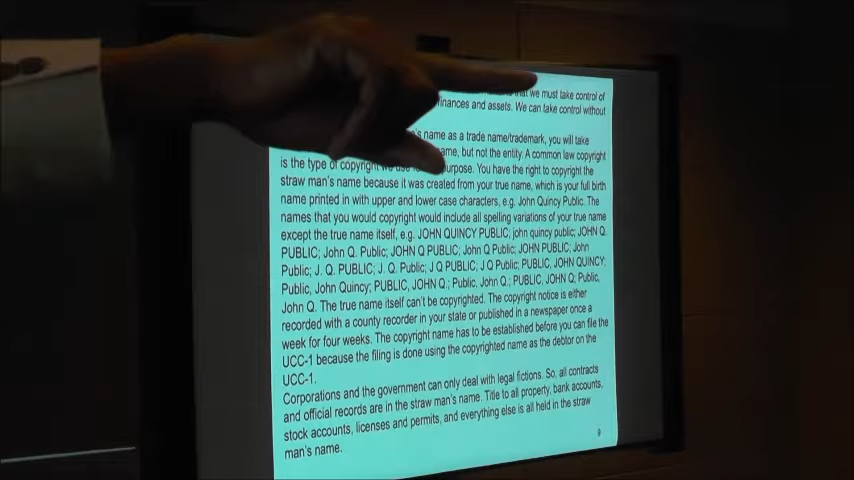 that we must take control of
finances and assets. We can take control without
's name as a trade name/trademark, you will take
name, but not the entity. A common law copyright
is the type of copyright we use purpose. You have the right to copyright the
straw man's name because it was created from your true name, which is your full birth
name printed in with upper and lower case characters, e.g. John Quincy Public. The
names that you would copyright would include all spelling variations of your true name
except the true name itself, e.g. JOHN QUINCY PUBLIC; john quincy public; JOHN Q.
PUBLIC; John Q. Public; JOHN Q PUBLIC; John Q Public; JOHN PUBLIC; John
Public; J. Q. PUBLIC; J. Q. Public; J Q PUBLIC; J Q Public; PUBLIC, JOHN QUINCY;
Public, John Quincy; PUBLIC, JOHN Q.; Public, John Q.; PUBLIC, JOHN Q; Public,
John Q. The true name itself can't be copyrighted. The copyright notice is either
recorded with a county recorder in your state or published in a newspaper once a
week for four weeks. The copyright name has to be established before you can file the
UCC-1 because the filing is done using the copyrighted name as the debtor on the
UCC-1.
Corporations and the government can only deal with legal fictions. So, all contracts
and official records are in the straw man's name. Title to all property, bank accounts,
stock accounts, licenses and permits, and everything else is all held in the straw
man's name.
9